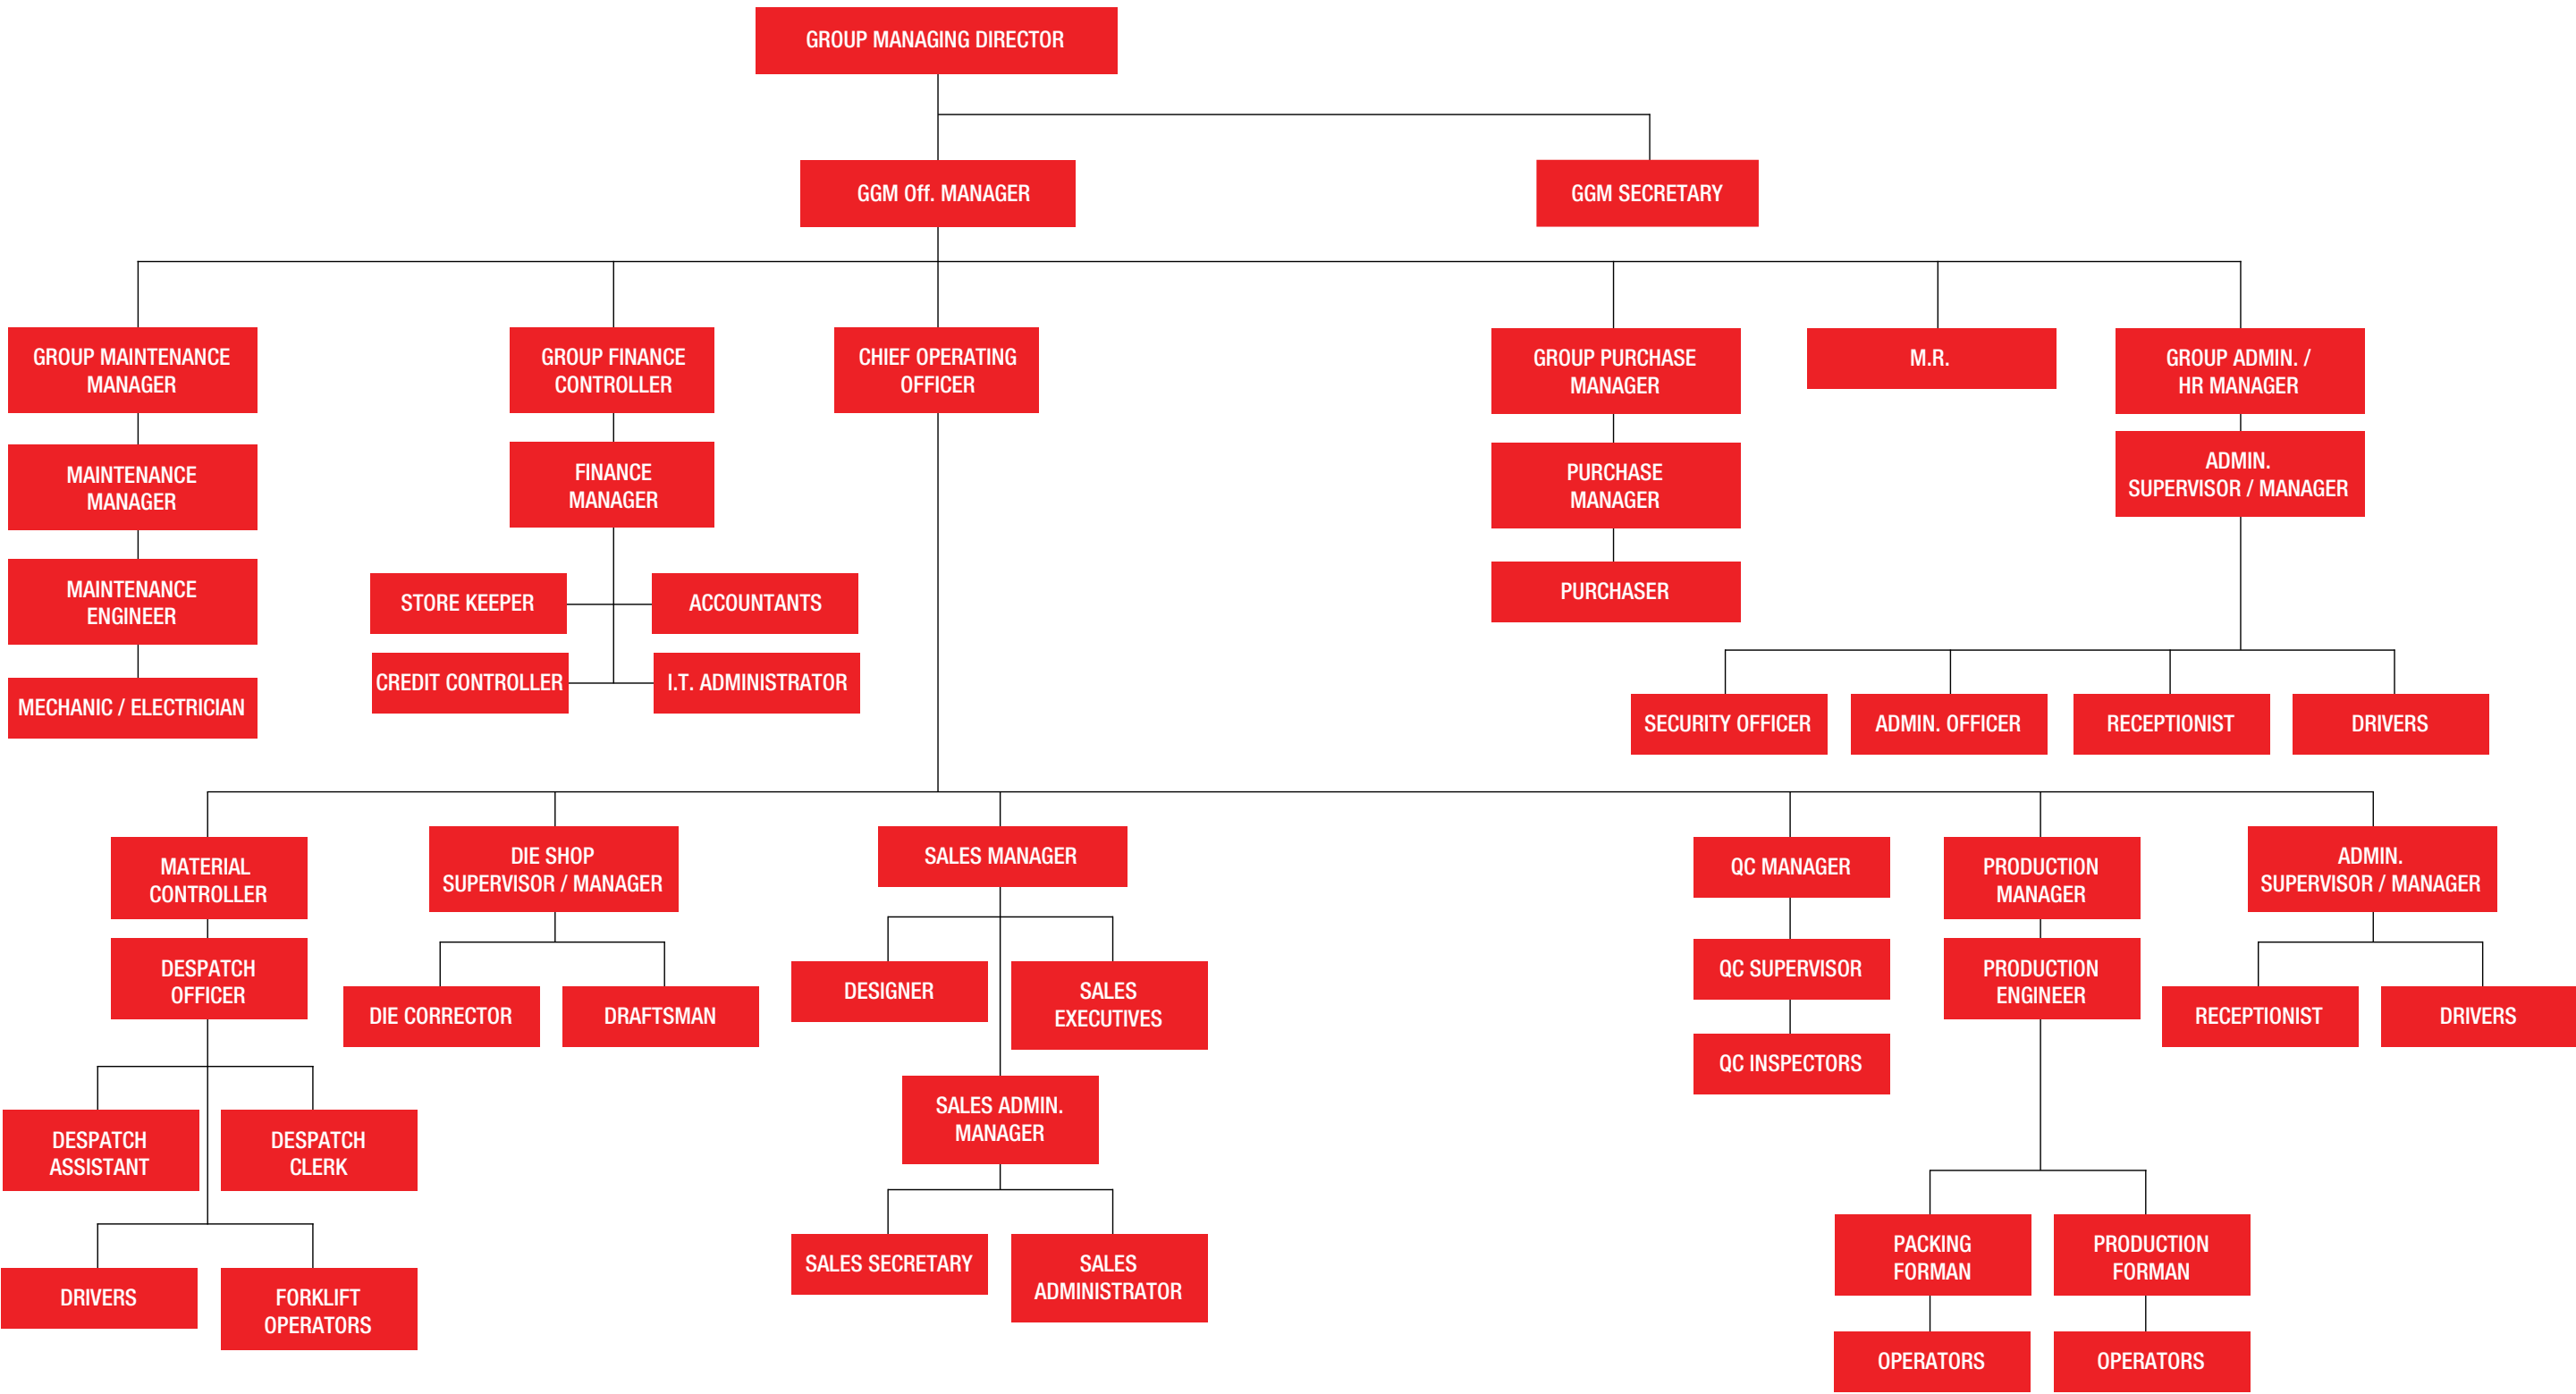 GROUP MANAGING DIRECTOR
GGM Off. MANAGER
GGM SECRETARY
GROUP MAINTENANCE
MANAGER
GROUP FINANCE
CONTROLLER
CHIEF OPERATING
OFFICER
GROUP PURCHASE
MANAGER
M.R.
GROUP ADMIN. /
HR MANAGER
MAINTENANCE
MANAGER
FINANCE
MANAGER
PURCHASE
MANAGER
ADMIN.
SUPERVISOR / MANAGER
MAINTENANCE
ENGINEER
STORE KEEPER
ACCOUNTANTS
PURCHASER
MECHANIC / ELECTRICIAN
CREDIT CONTROLLER
I.T. ADMINISTRATOR
SECURITY OFFICER
ADMIN. OFFICER
RECEPTIONIST
DRIVERS
MATERIAL
CONTROLLER
DIE SHOP
SUPERVISOR / MANAGER
SALES MANAGER
QC MANAGER
PRODUCTION
MANAGER
ADMIN.
SUPERVISOR / MANAGER
DESPATCH
OFFICER
DIE CORRECTOR
DRAFTSMAN
DESIGNER
SALES
EXECUTIVES
QC SUPERVISOR
PRODUCTION
ENGINEER
RECEPTIONIST
DRIVERS
QC INSPECTORS
DESPATCH
ASSISTANT
DESPATCH
CLERK
SALES ADMIN.
MANAGER
DRIVERS
FORKLIFT
OPERATORS
SALES SECRETARY
SALES
ADMINISTRATOR
PACKING
FORMAN
PRODUCTION
FORMAN
OPERATORS
OPERATORS